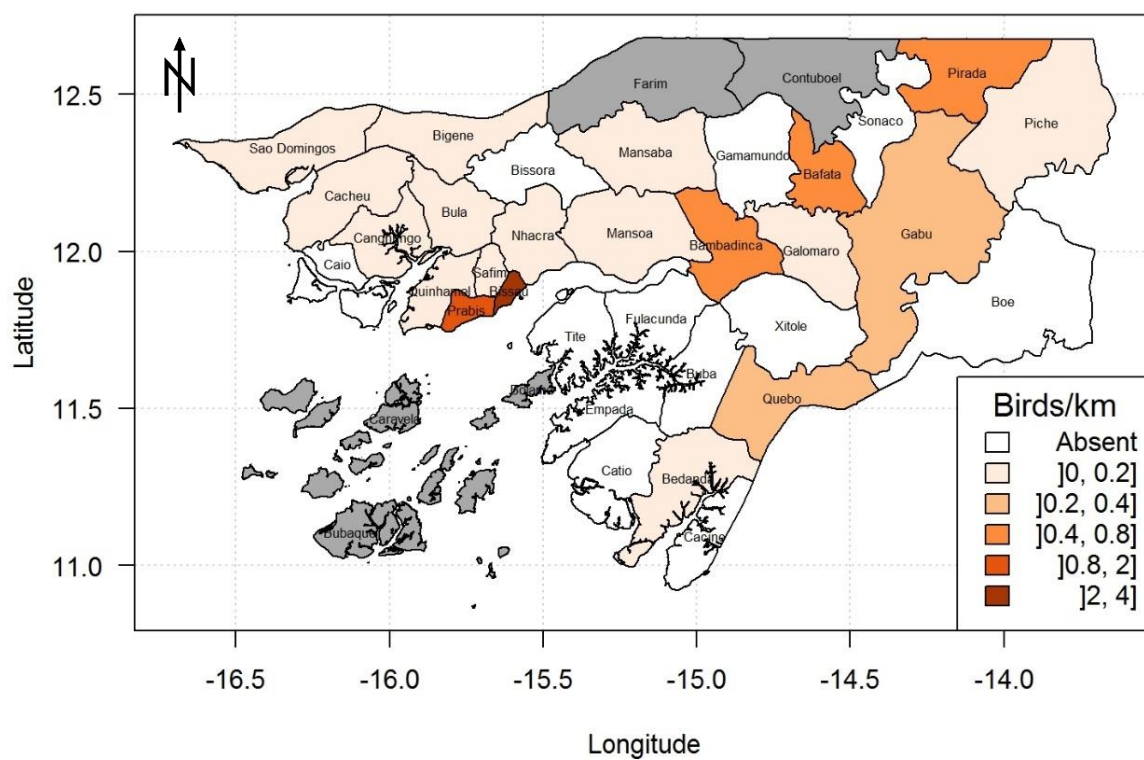 N
Farim
Contuboel
Pirada
12.5
Sonaco
Piche
Bigene
Sao Domingos
Mansaba
Gamamundo
Bissora
Bafata
Cacheu
Bula
Canghungo
Nhacra
Mansoa
Bambadinca
Galomaro
Gabu
12.0
Caio
Safim
Quinhamel
Bissau
Prabis
Boe
Latitude
Tite
Fulacunda
Xitole
Buba
Bolama
11.5
Empada
Quebo
Caravela
Catio
Bedanda
Bubaque
Cacine
11.0
Birds/km
Absent
]0, 0.2]
]0.2, 0.4]
]0.4, 0.8]
]0.8, 2]
]2, 4]
-16.5 -16.0 -15.5 -15.0 -14.5 -14.0
Longitude